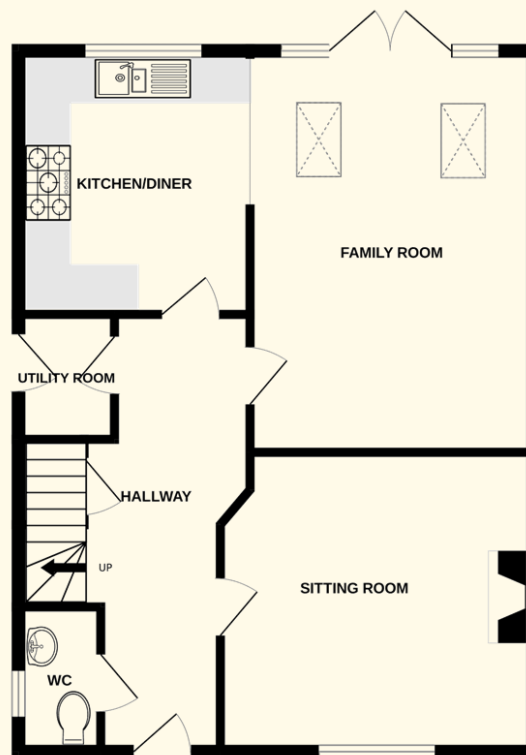 KITCHEN/DINER
FAMILY ROOM
UTILITY ROOM
HALLWAY
UP
SITTING ROOM
WC